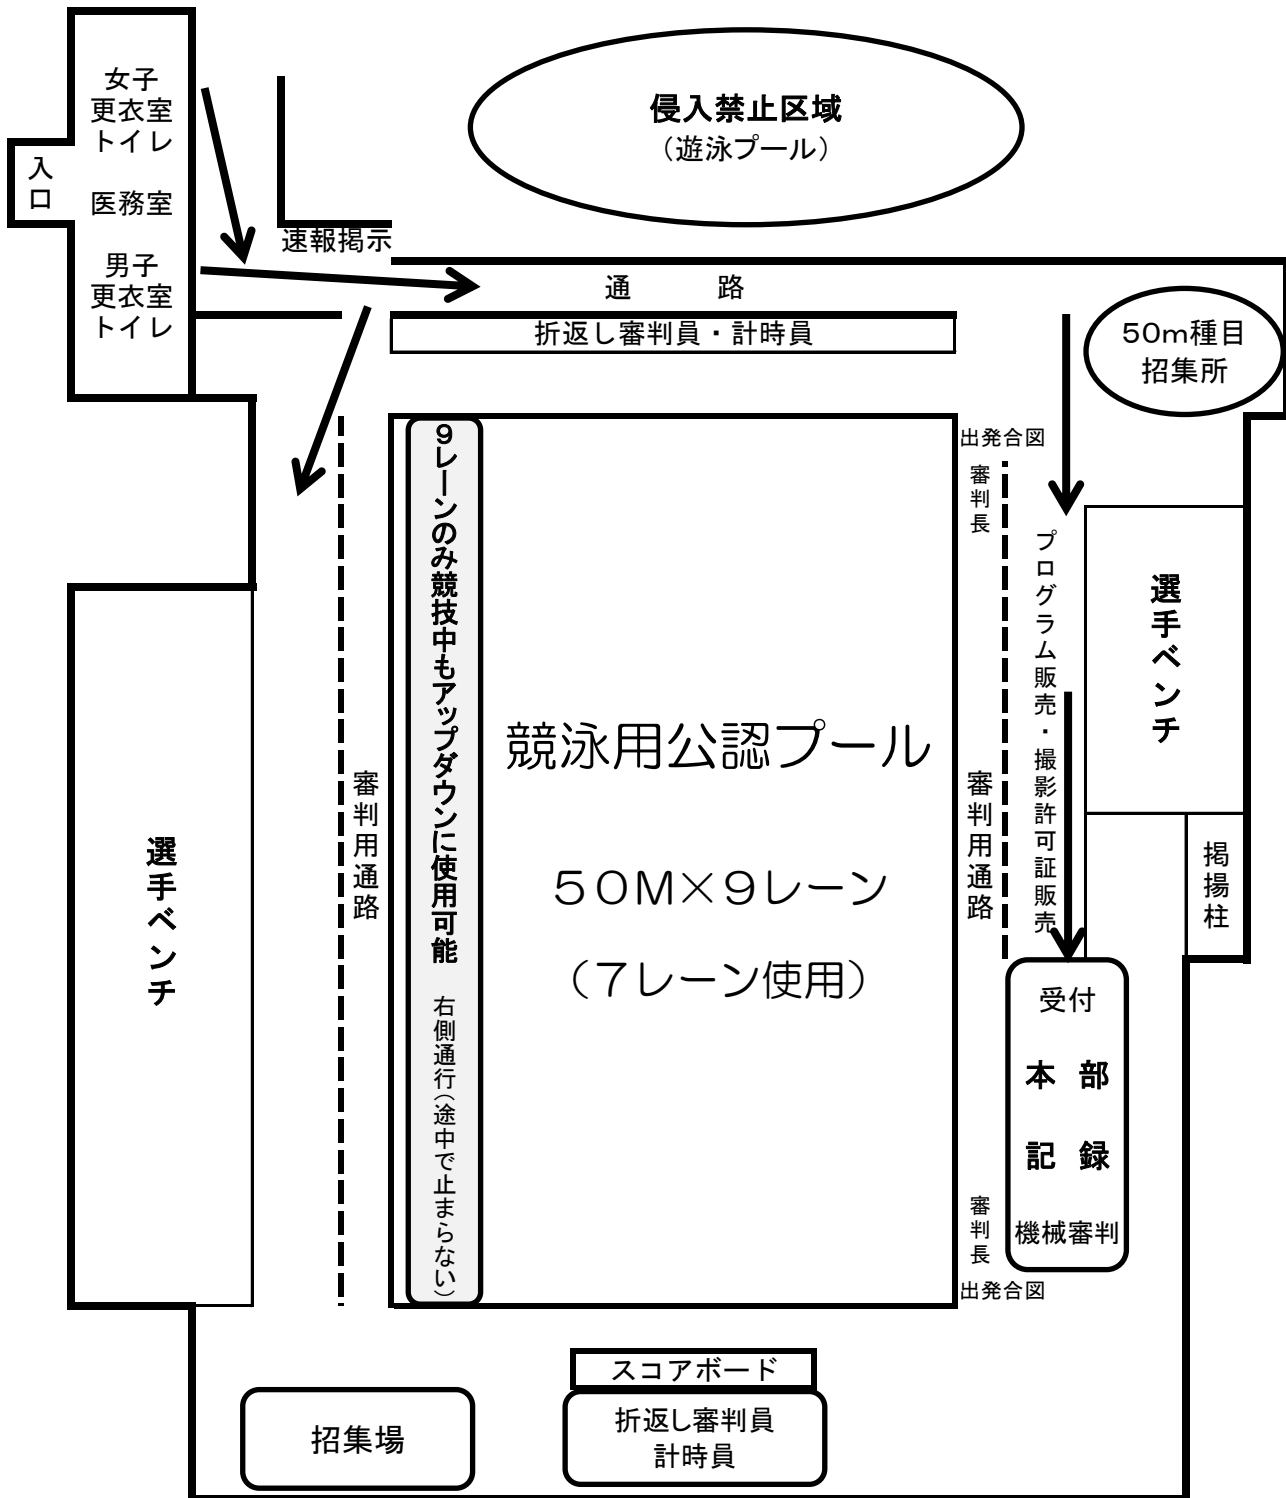 女子
更衣室
トイレ
入口
医務室
男子
更衣室
トイレ
侵入禁止区域
（遊泳プール）
速報掲示
通　　路
折返し審判員・計時員
50m種目
招集所
9レーンのみ競技中もアップダウンに使用可能　右側通行（途中で止まらない）
出発合図
審判長
プログラム販売・撮影許可証販売
選手ベンチ
競泳用公認プール
50M×9レーン
（7レーン使用）
審判用通路
審判用通路
選手ベンチ
掲揚柱
受付
本　部
記　録
機械審判
審判長
出発合図
スコアボード
折返し審判員
計時員
招集場